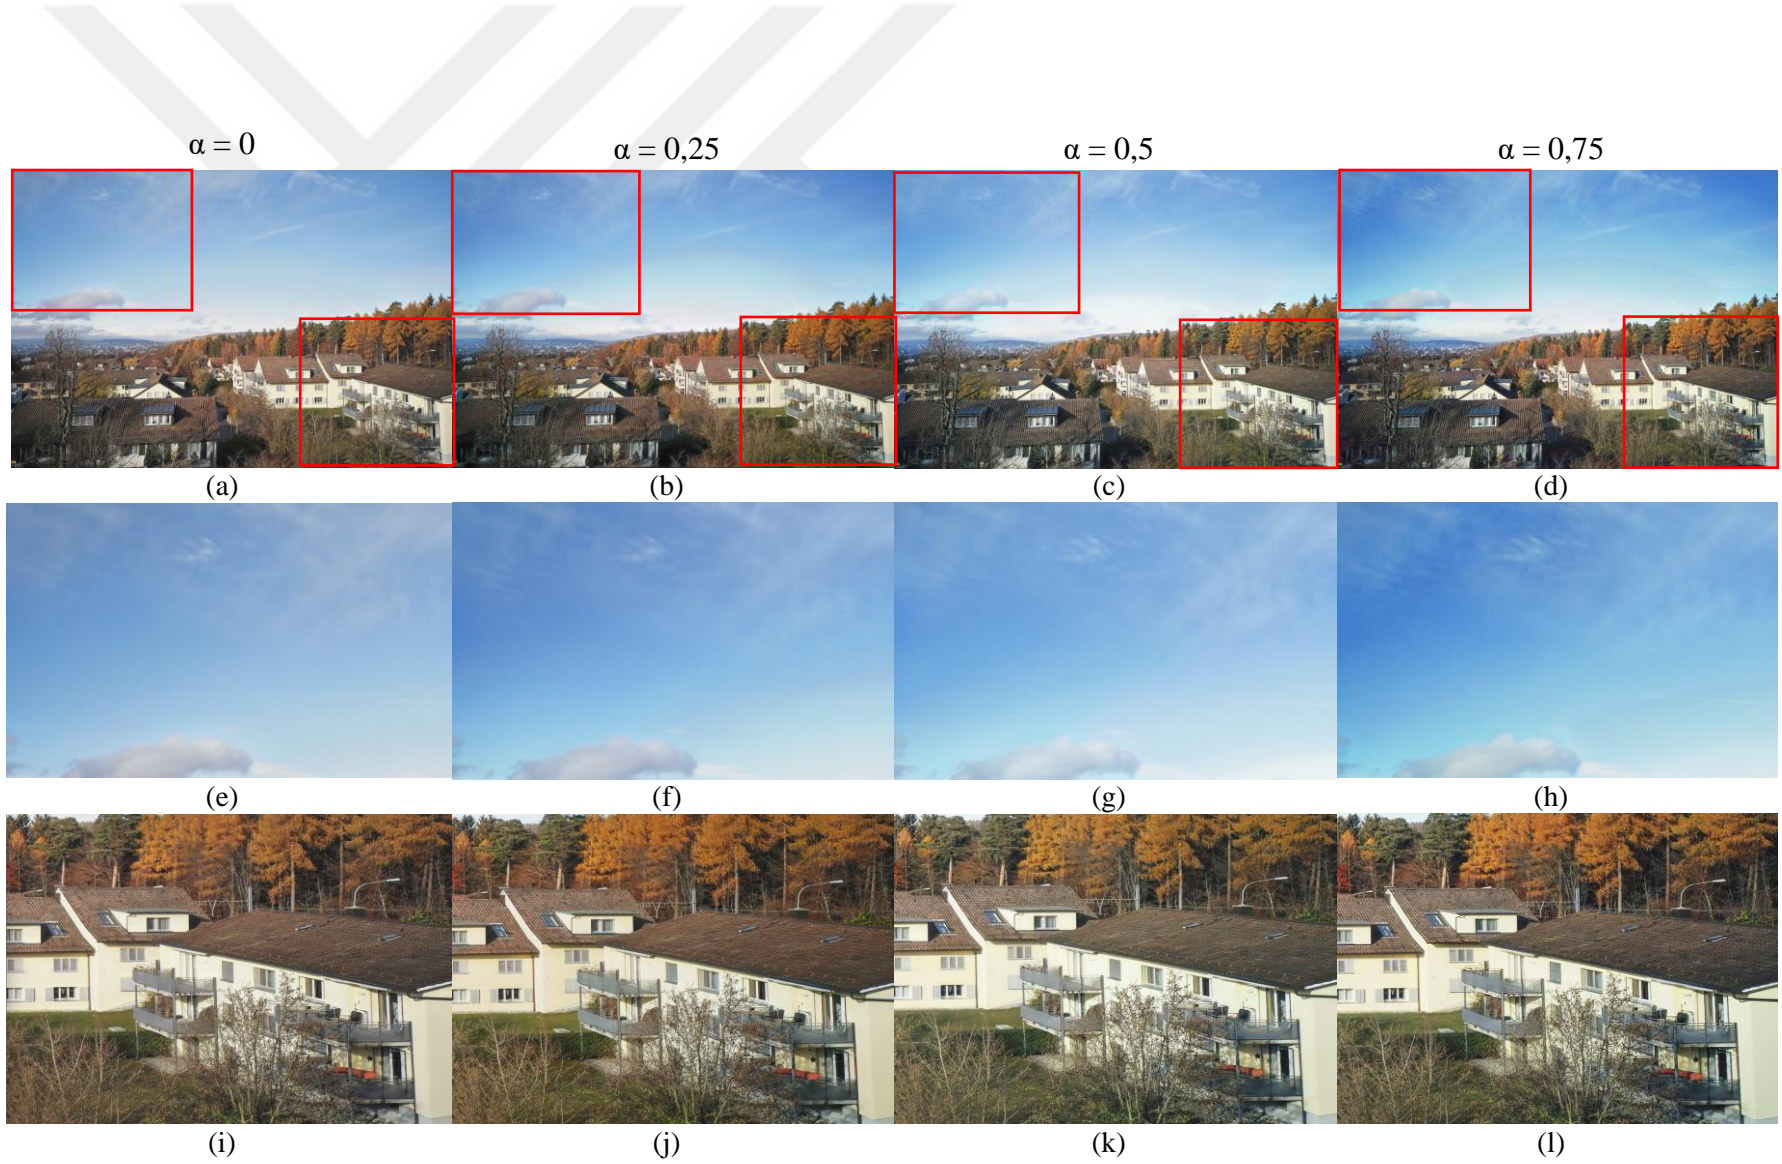 α = 0 α = 0,25 α = 0,5 α = 0,75
(a) (b) (c) (d)
(e) (f) (g) (h)
(i) (j) (k) (l)